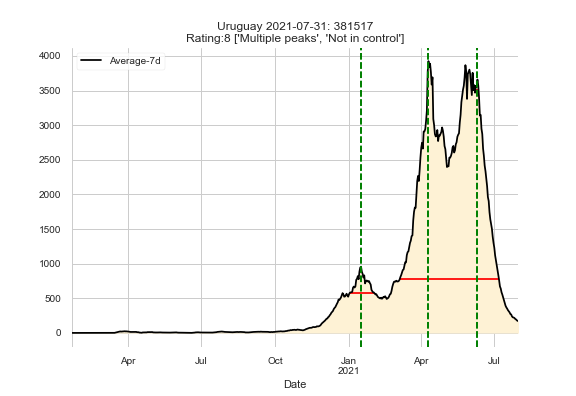 Uruguay 2021-07-31: 381517
Rating:8 ['Multiple peaks', 'Not in control']
Average-7d
4000
3500
3000
2500
2000
1500
1000
500
0
Apr
Jul
Oct
Jan
2021
Apr
Jul
Date